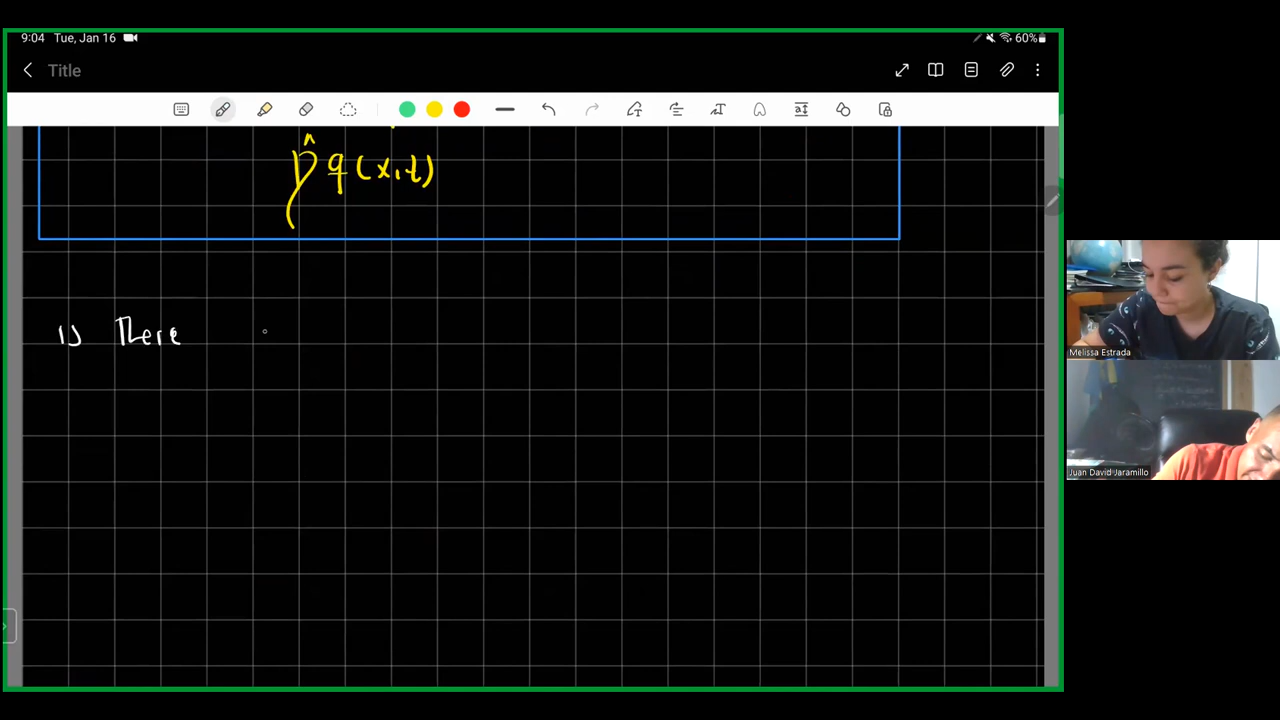 9:04 Tue, Jan 16 60%
Title
p̂ q(x,t)
is There
Melissa Estrada
Juan David Jaramillo